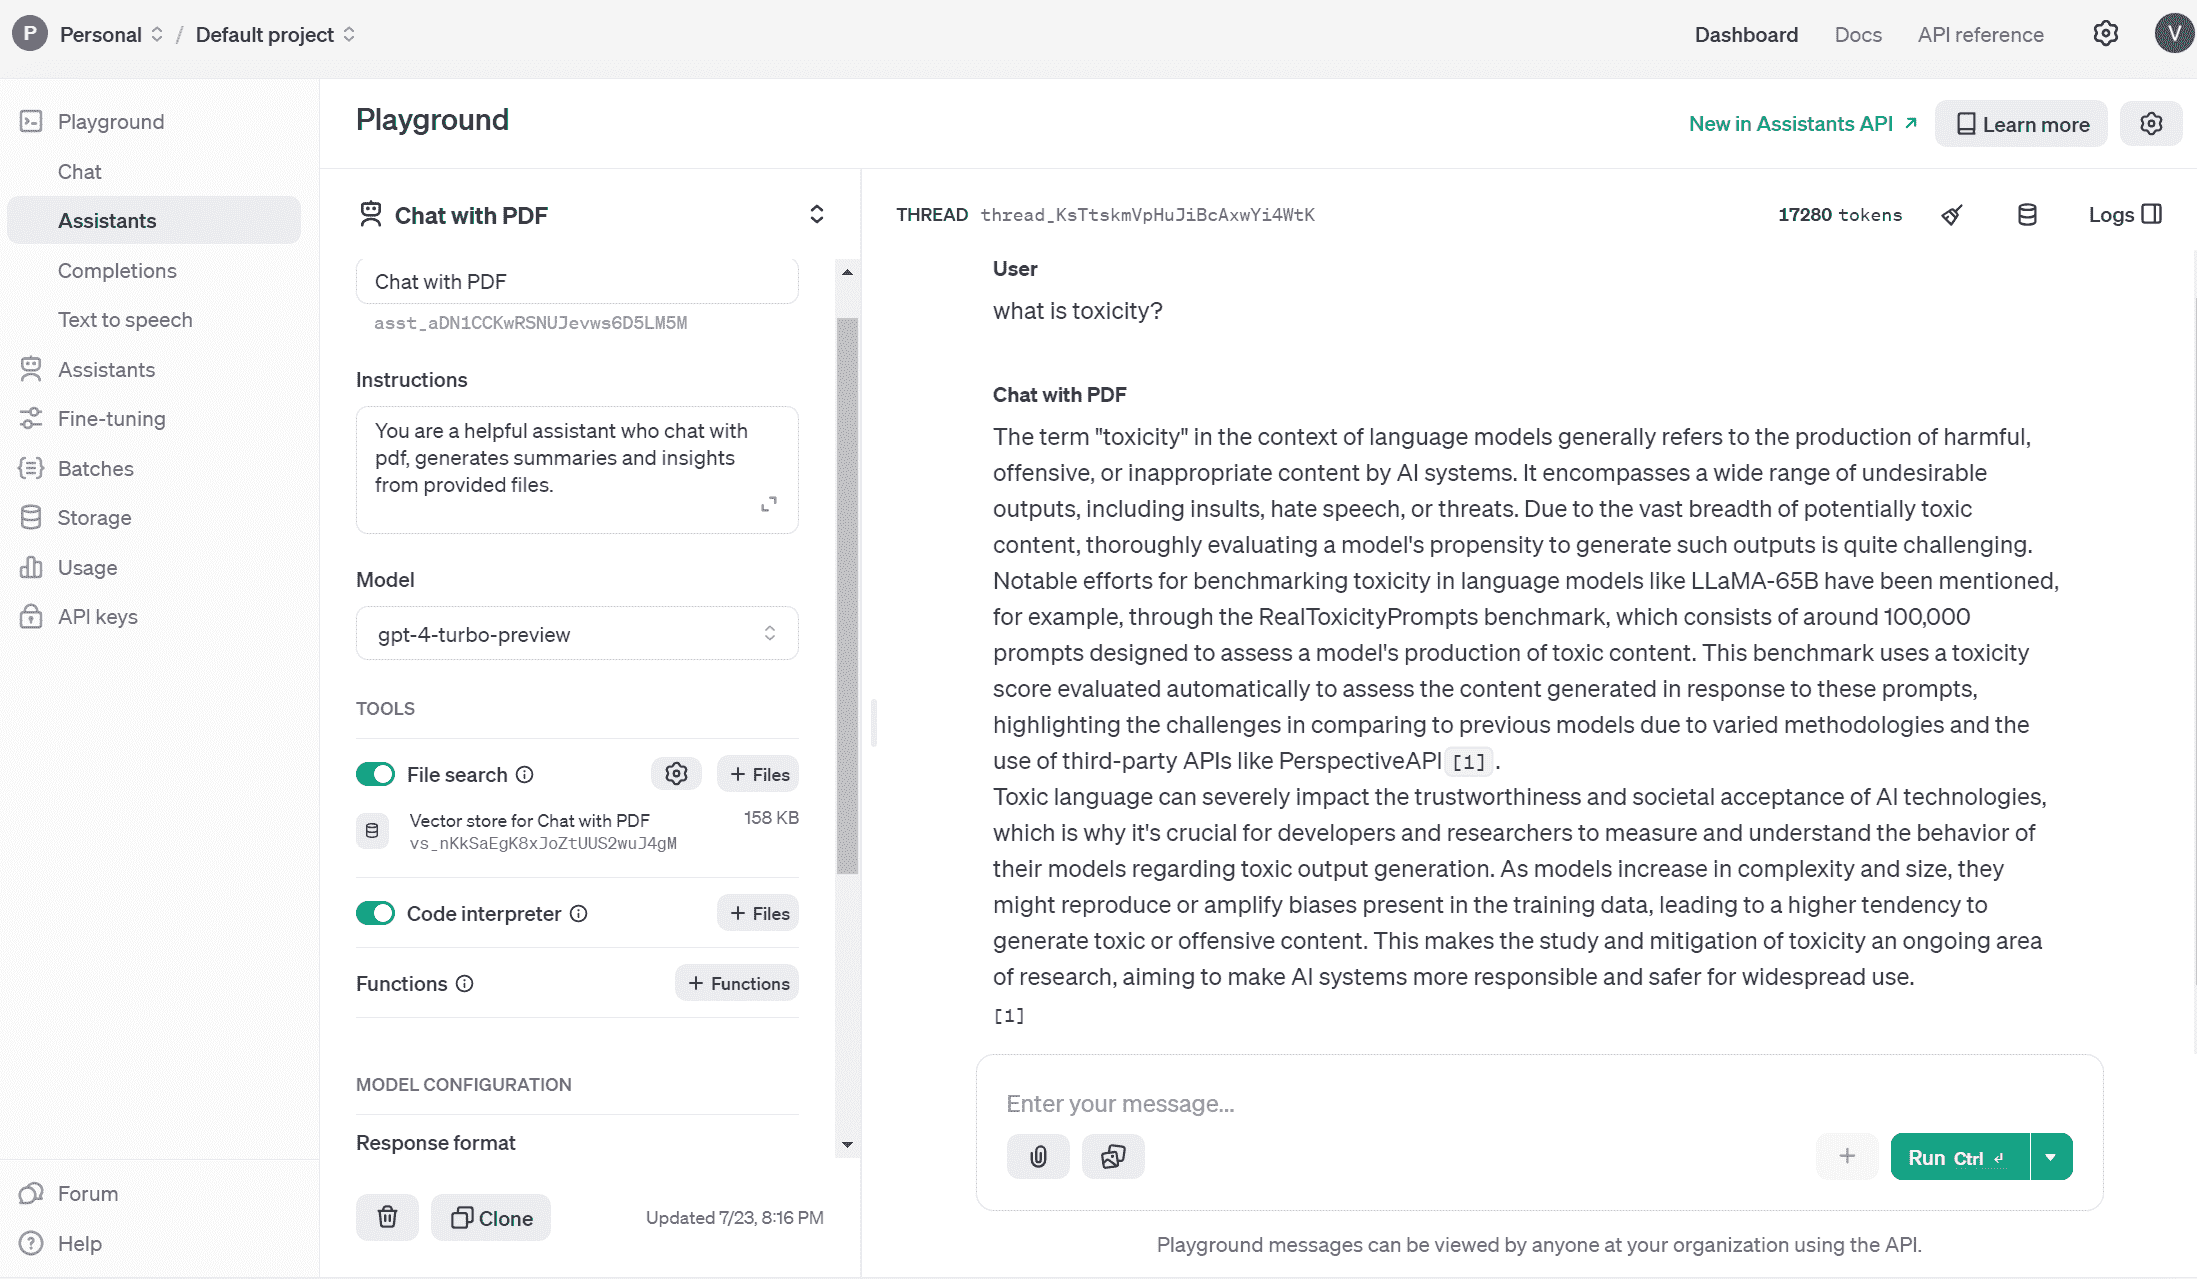 P Personal / Default project
Dashboard Docs API reference V
Playground
Chat
Assistants
Completions
Text to speech
Assistants
Fine-tuning
Batches
Storage
Usage
API keys
Forum
Help
Playground
New in Assistants API Learn more
Chat with PDF
Chat with PDF
asst_aDN1CCKwRSNUJevws6D5LM5M
Instructions
You are a helpful assistant who chat with
pdf, generates summaries and insights
from provided files.
Model
gpt-4-turbo-preview
TOOLS
File search + Files
Vector store for Chat with PDF 158 KB
vs_nKkSaEgK8xJoZtUUS2wuJ4gM
Code interpreter + Files
Functions + Functions
MODEL CONFIGURATION
Response format
Clone Updated 7/23, 8:16 PM
THREAD thread_KsTtskmVpHuJiBcAxwYi4WtK 17280 tokens Logs
User
what is toxicity?
Chat with PDF
The term "toxicity" in the context of language models generally refers to the production of harmful,
offensive, or inappropriate content by AI systems. It encompasses a wide range of undesirable
outputs, including insults, hate speech, or threats. Due to the vast breadth of potentially toxic
content, thoroughly evaluating a model's propensity to generate such outputs is quite challenging.
Notable efforts for benchmarking toxicity in language models like LLaMA-65B have been mentioned,
for example, through the RealToxicityPrompts benchmark, which consists of around 100,000
prompts designed to assess a model's production of toxic content. This benchmark uses a toxicity
score evaluated automatically to assess the content generated in response to these prompts,
highlighting the challenges in comparing to previous models due to varied methodologies and the
use of third-party APIs like PerspectiveAPI [1] .
Toxic language can severely impact the trustworthiness and societal acceptance of AI technologies,
which is why it's crucial for developers and researchers to measure and understand the behavior of
their models regarding toxic output generation. As models increase in complexity and size, they
might reproduce or amplify biases present in the training data, leading to a higher tendency to
generate toxic or offensive content. This makes the study and mitigation of toxicity an ongoing area
of research, aiming to make AI systems more responsible and safer for widespread use.
[1]
Enter your message...
+ Run Ctrl ↵
Playground messages can be viewed by anyone at your organization using the API.